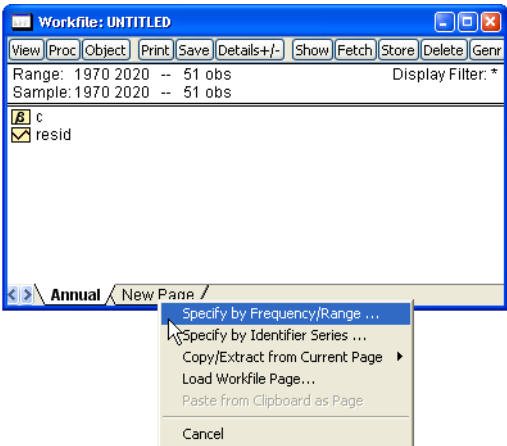 Workfile: UNTITLED
View Proc Object Print Save Details+/- Show Fetch Store Delete Genr
Range: 1970 2020 -- 51 obs Display Filter: *
Sample: 1970 2020 -- 51 obs
β c
resid
Annual New Page
Specify by Frequency/Range ...
Specify by Identifier Series ...
Copy/Extract from Current Page
Load Workfile Page...
Paste from Clipboard as Page
Cancel